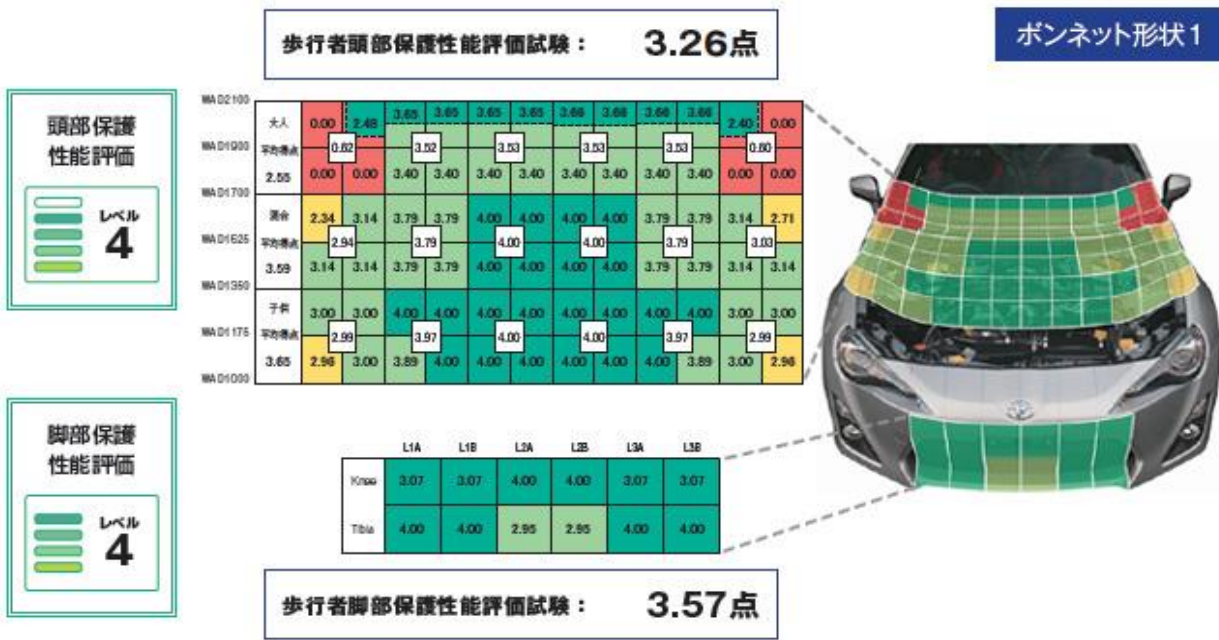 歩行者頭部保護性能評価試験： 3.26点
ボンネット形状1
頭部保護
性能評価
レベル
4
WAD2100
大人 0.00 2.48 3.65 3.65 3.65 3.65 3.66 3.66 3.66 3.66 2.40 0.00
WAD1900
平均得点 0.62 3.52 3.53 3.53 3.53 0.60
2.55 0.00 0.00 3.40 3.40 3.40 3.40 3.40 3.40 3.40 3.40 0.00 0.00
WAD1700
混合 2.34 3.14 3.79 3.79 4.00 4.00 4.00 4.00 3.79 3.79 3.14 2.71
WAD1525
平均得点 2.94 3.79 4.00 4.00 3.79 3.03
3.59 3.14 3.14 3.79 3.79 4.00 4.00 4.00 4.00 3.79 3.79 3.14 3.14
WAD1350
子供 3.00 3.00 4.00 4.00 4.00 4.00 4.00 4.00 4.00 4.00 3.00 3.00
WAD1175
平均得点 2.99 3.97 4.00 4.00 3.97 2.99
3.65 2.96 3.00 3.89 4.00 4.00 4.00 4.00 4.00 4.00 3.89 3.00 2.96
WAD1000
脚部保護
性能評価
レベル
4
L1A L1B L2A L2B L3A L3B
Knee 3.07 3.07 4.00 4.00 3.07 3.07
Tibia 4.00 4.00 2.95 2.95 4.00 4.00
歩行者脚部保護性能評価試験： 3.57点